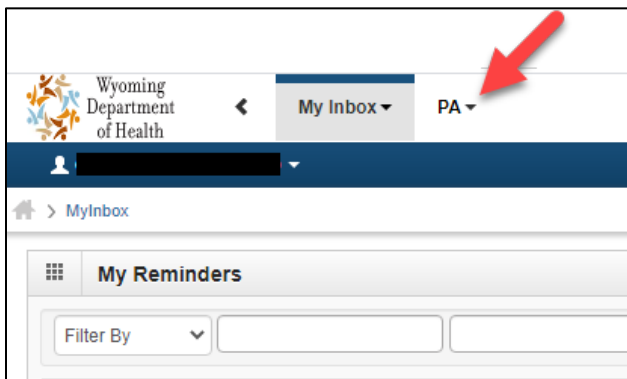 Wyoming
Department
of Health
My Inbox
PA
MyInbox
My Reminders
Filter By